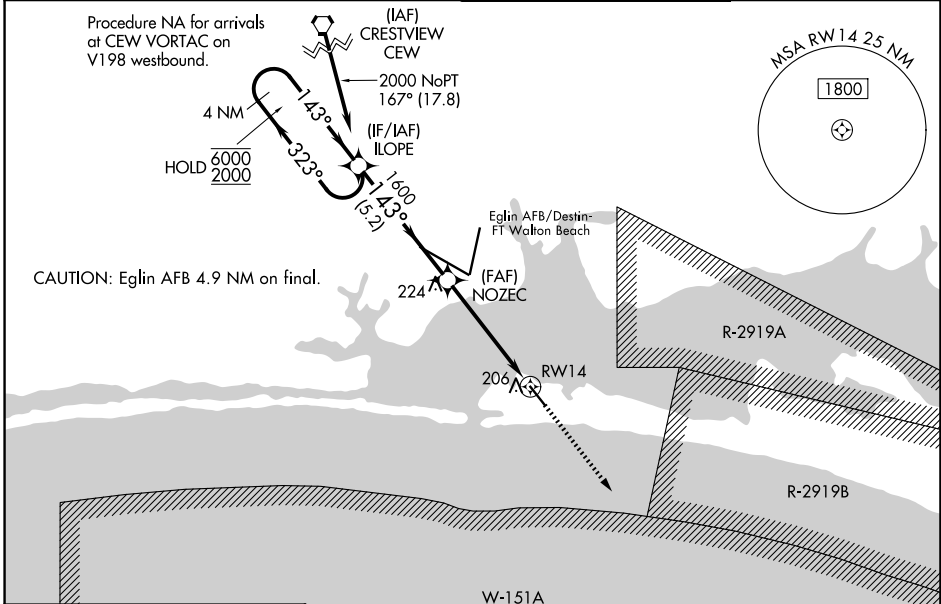 Procedure NA for arrivals
at CEW VORTAC on
V198 westbound.
(IAF)
CRESTVIEW
CEW
2000 NoPT
167° (17.8)
MSA RW14 25 NM
1800
4 NM
143°
323°
HOLD 6000
2000
(IF/IAF)
ILOPE
1600
143°
(5.2)
Eglin AFB/Destin-
FT Walton Beach
CAUTION: Eglin AFB 4.9 NM on final.
224
(FAF)
NOZEC
R-2919A
206
RW14
R-2919B
W-151A